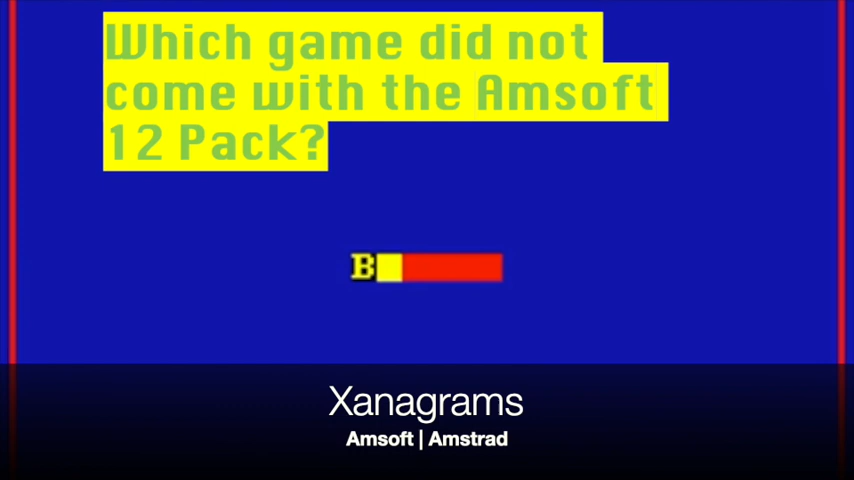 Which game did not
come with the Amsoft
12 Pack?
B
Xanagrams
Amsoft | Amstrad